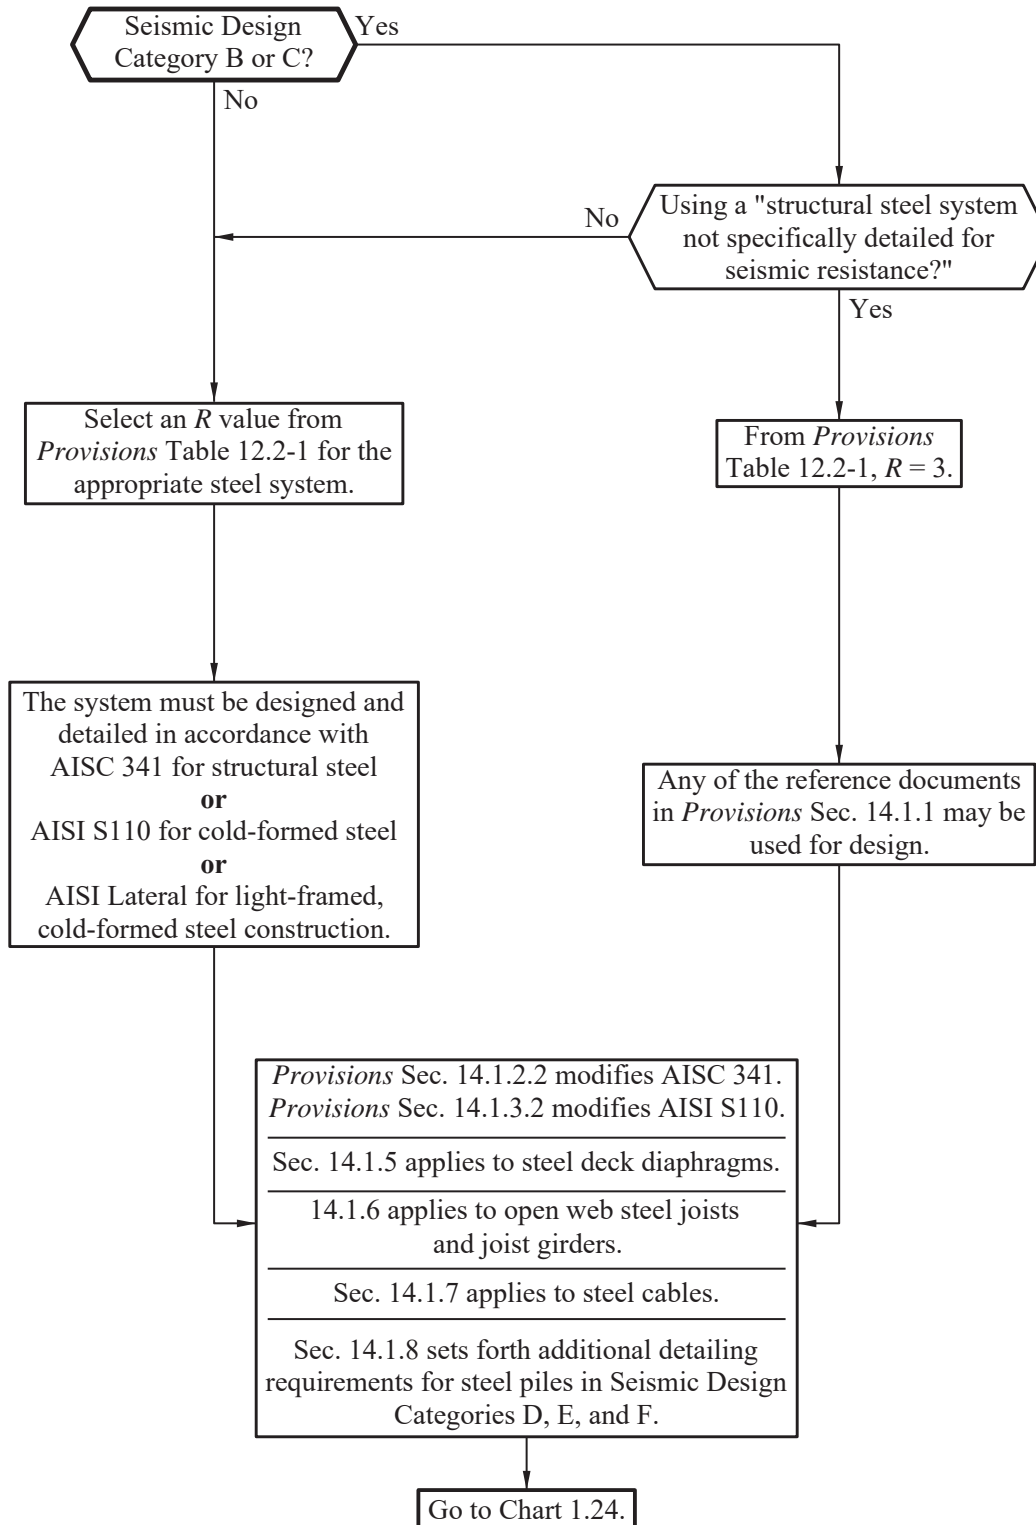 Seismic Design
Category B or C?
Yes
No
Using a "structural steel system
not specifically detailed for
seismic resistance?"
No
Yes
Select an R value from
Provisions Table 12.2-1 for the
appropriate steel system.
From Provisions
Table 12.2-1, R = 3.
The system must be designed and
detailed in accordance with
AISC 341 for structural steel
or
AISI S110 for cold-formed steel
or
AISI Lateral for light-framed,
cold-formed steel construction.
Any of the reference documents
in Provisions Sec. 14.1.1 may be
used for design.
Provisions Sec. 14.1.2.2 modifies AISC 341.
Provisions Sec. 14.1.3.2 modifies AISI S110.
Sec. 14.1.5 applies to steel deck diaphragms.
14.1.6 applies to open web steel joists
and joist girders.
Sec. 14.1.7 applies to steel cables.
Sec. 14.1.8 sets forth additional detailing
requirements for steel piles in Seismic Design
Categories D, E, and F.
Go to Chart 1.24.